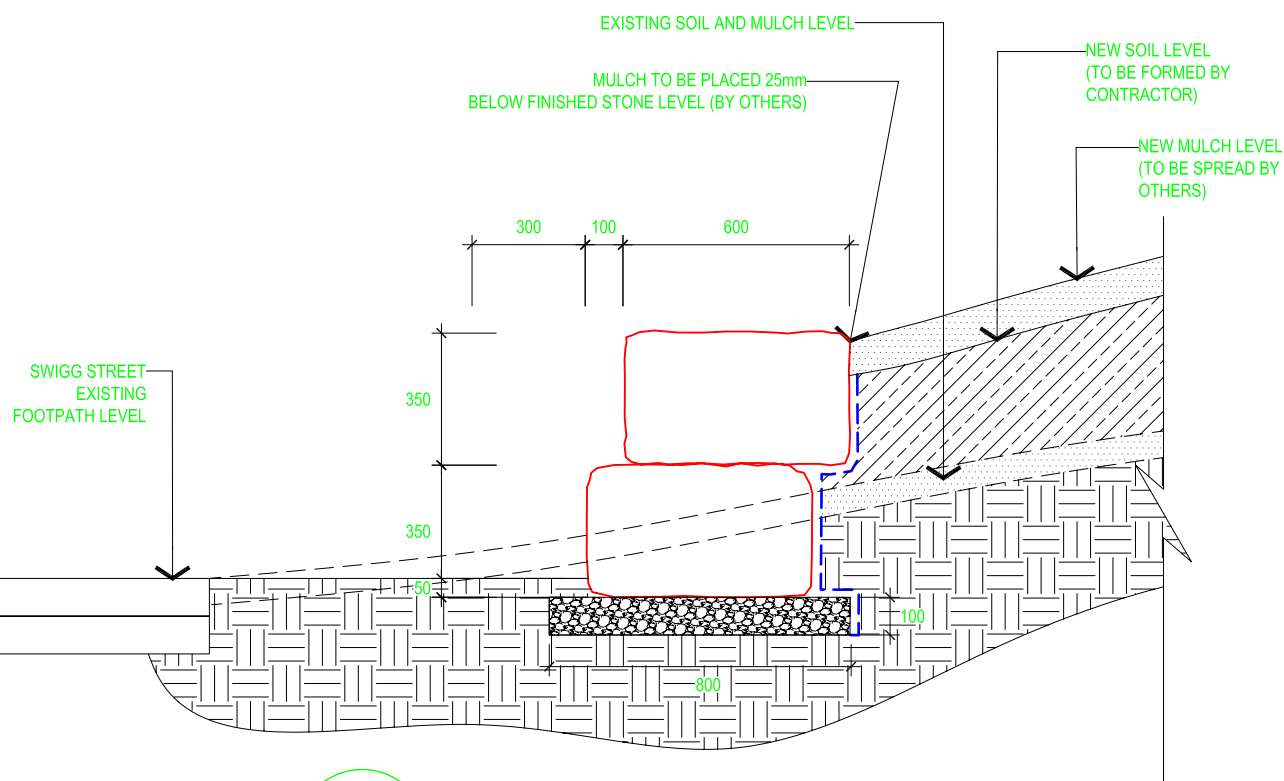 EXISTING SOIL AND MULCH LEVEL
NEW SOIL LEVEL
(TO BE FORMED BY
CONTRACTOR)
MULCH TO BE PLACED 25mm
BELOW FINISHED STONE LEVEL (BY OTHERS)
NEW MULCH LEVEL
(TO BE SPREAD BY
OTHERS)
300
100
600
SWIGG STREET
EXISTING
FOOTPATH LEVEL
350
350
50
100
800